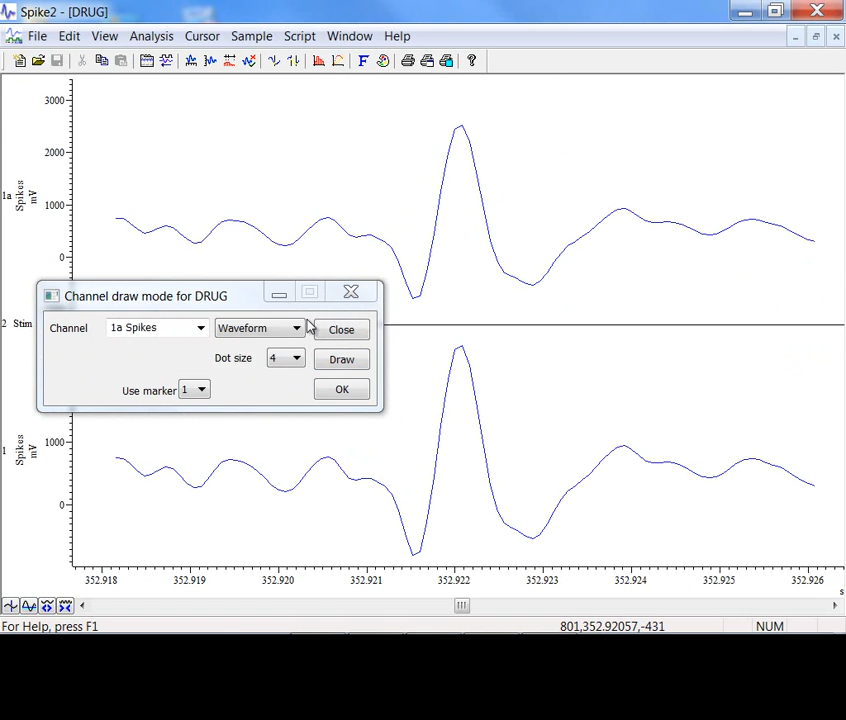 Spike2 - [DRUG]
File Edit View Analysis Cursor Sample Script Window Help
3000
2000
1000
0
1a
Spikes
mV
Channel draw mode for DRUG
Channel 1a Spikes Waveform Close
Dot size 4 Draw
Use marker 1 OK
2 Stim
1
Spikes
mV
1000
0
352.918 352.919 352.920 352.921 352.922 352.923 352.924 352.925 352.926
s
For Help, press F1 801,352.92057,-431 NUM